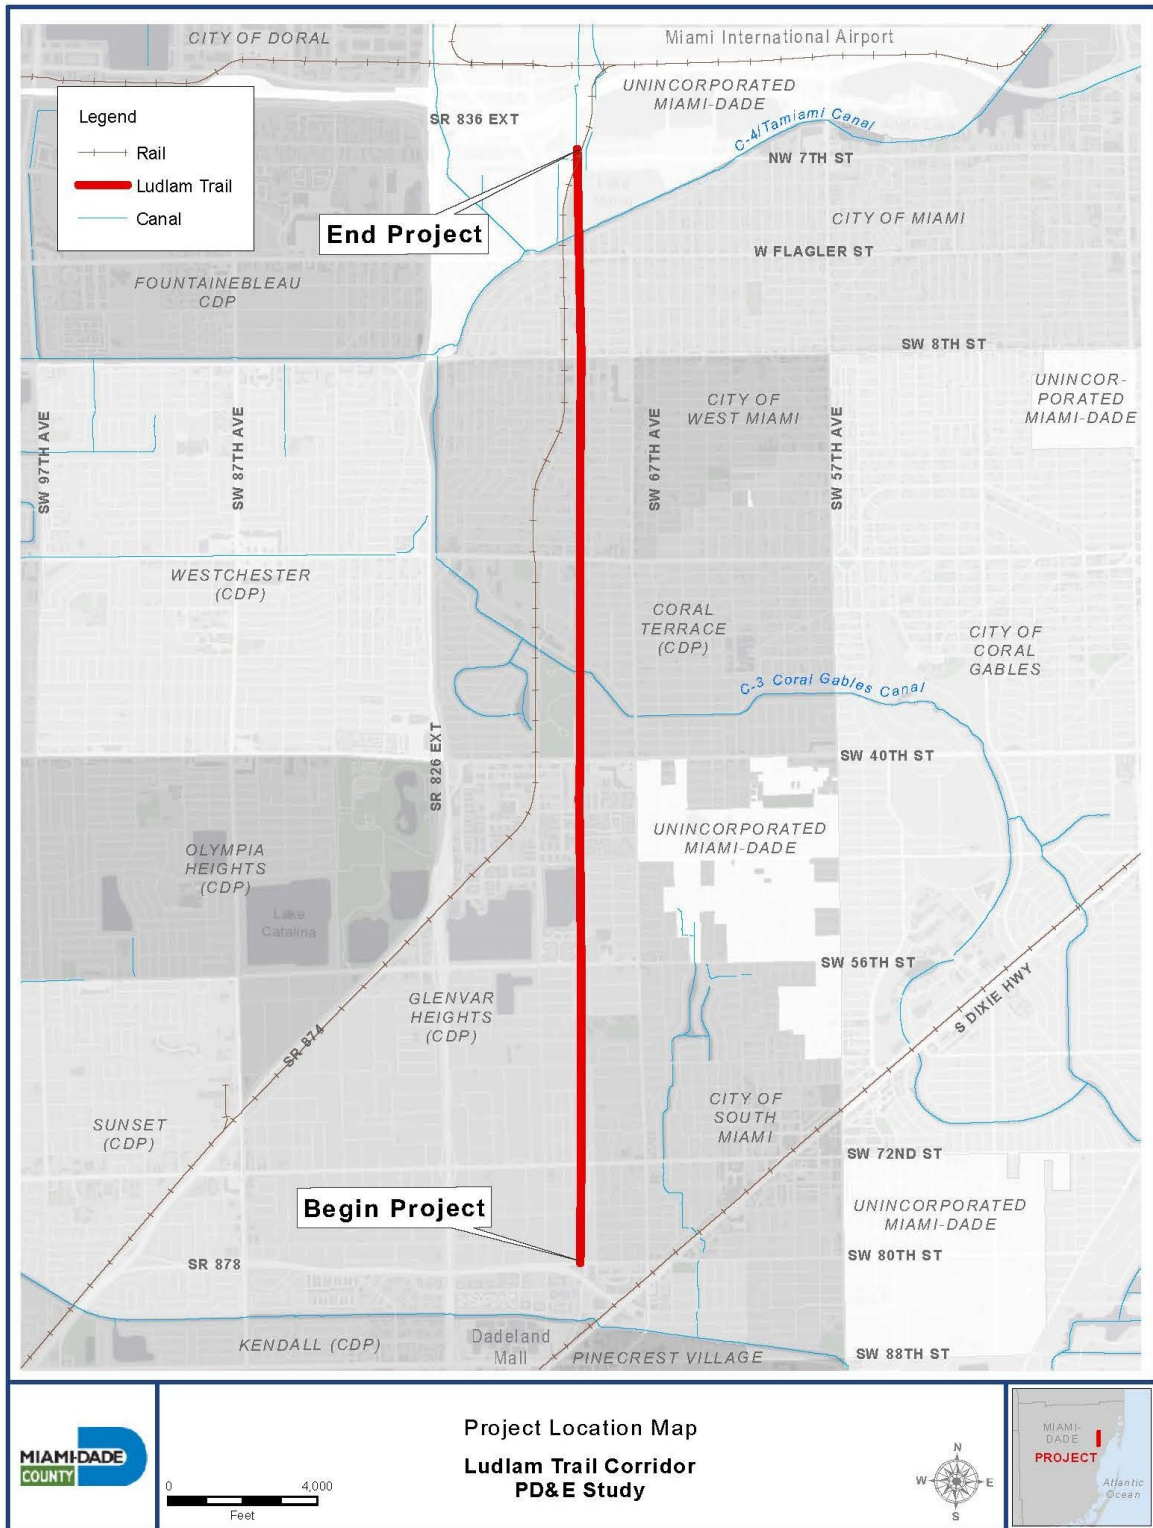 CITY OF DORAL
Miami International Airport
UNINCORPORATED
MIAMI-DADE
Legend
Rail
Ludlam Trail
Canal
SR 836 EXT
C-4/Tamiami Canal
NW 7TH ST
End Project
CITY OF MIAMI
W FLAGLER ST
FOUNTAINEBLEAU
CDP
SW 8TH ST
UNINCOR-
PORATED
MIAMI-DADE
CITY OF
WEST MIAMI
SW 97TH AVE
SW 87TH AVE
SW 67TH AVE
SW 57TH AVE
WESTCHESTER
(CDP)
CORAL
TERRACE
(CDP)
CITY OF
CORAL
GABLES
C-3 Coral Gables Canal
SR 826 EXT
SW 40TH ST
UNINCORPORATED
MIAMI-DADE
OLYMPIA
HEIGHTS
(CDP)
Lake
Catalina
SW 56TH ST
GLENVAR
HEIGHTS
(CDP)
S DIXIE HWY
SR 874
SUNSET
(CDP)
CITY OF
SOUTH
MIAMI
SW 72ND ST
Begin Project
UNINCORPORATED
MIAMI-DADE
SR 878
SW 80TH ST
KENDALL (CDP)
Dadeland
Mall
PINECREST VILLAGE
SW 88TH ST
MIAMI-DADE
COUNTY
0 4,000
Feet
Project Location Map
Ludlam Trail Corridor
PD&E Study
N
W E
S
MIAMI-
DADE
PROJECT
Atlantic
Ocean